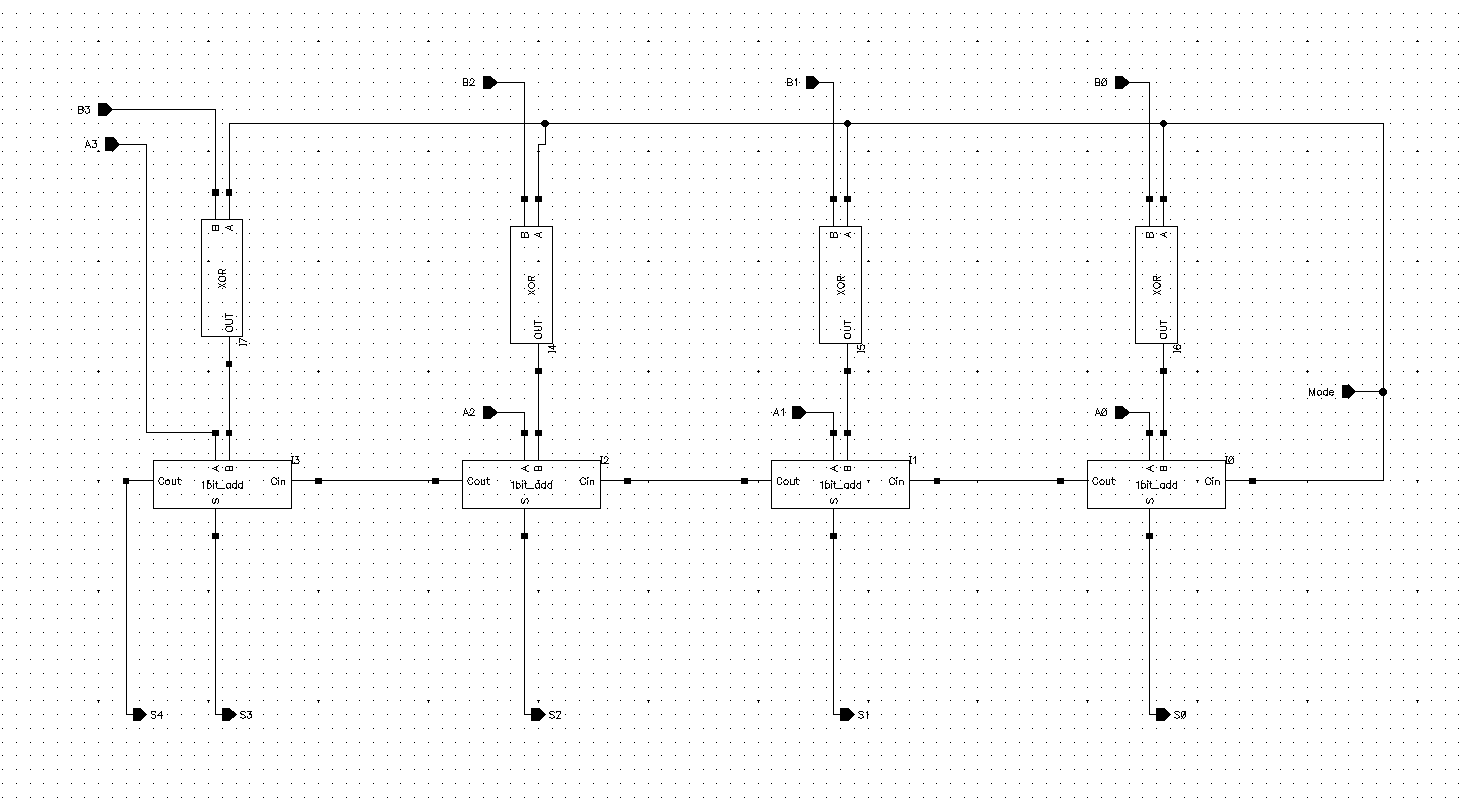 B2
B1
BØ
B3
A3
B A
B A
B A
B A
XOR
XOR
XOR
XOR
OUT
OUT
OUT
OUT
I7
I4
I5
I6
Mode
A2
A1
AØ
I3
I2
I1
IØ
A B
A B
A B
A B
Cout 1bit_add Cin
Cout 1bit_add Cin
Cout 1bit_add Cin
Cout 1bit_add Cin
S
S
S
S
S4
S3
S2
S1
SØ